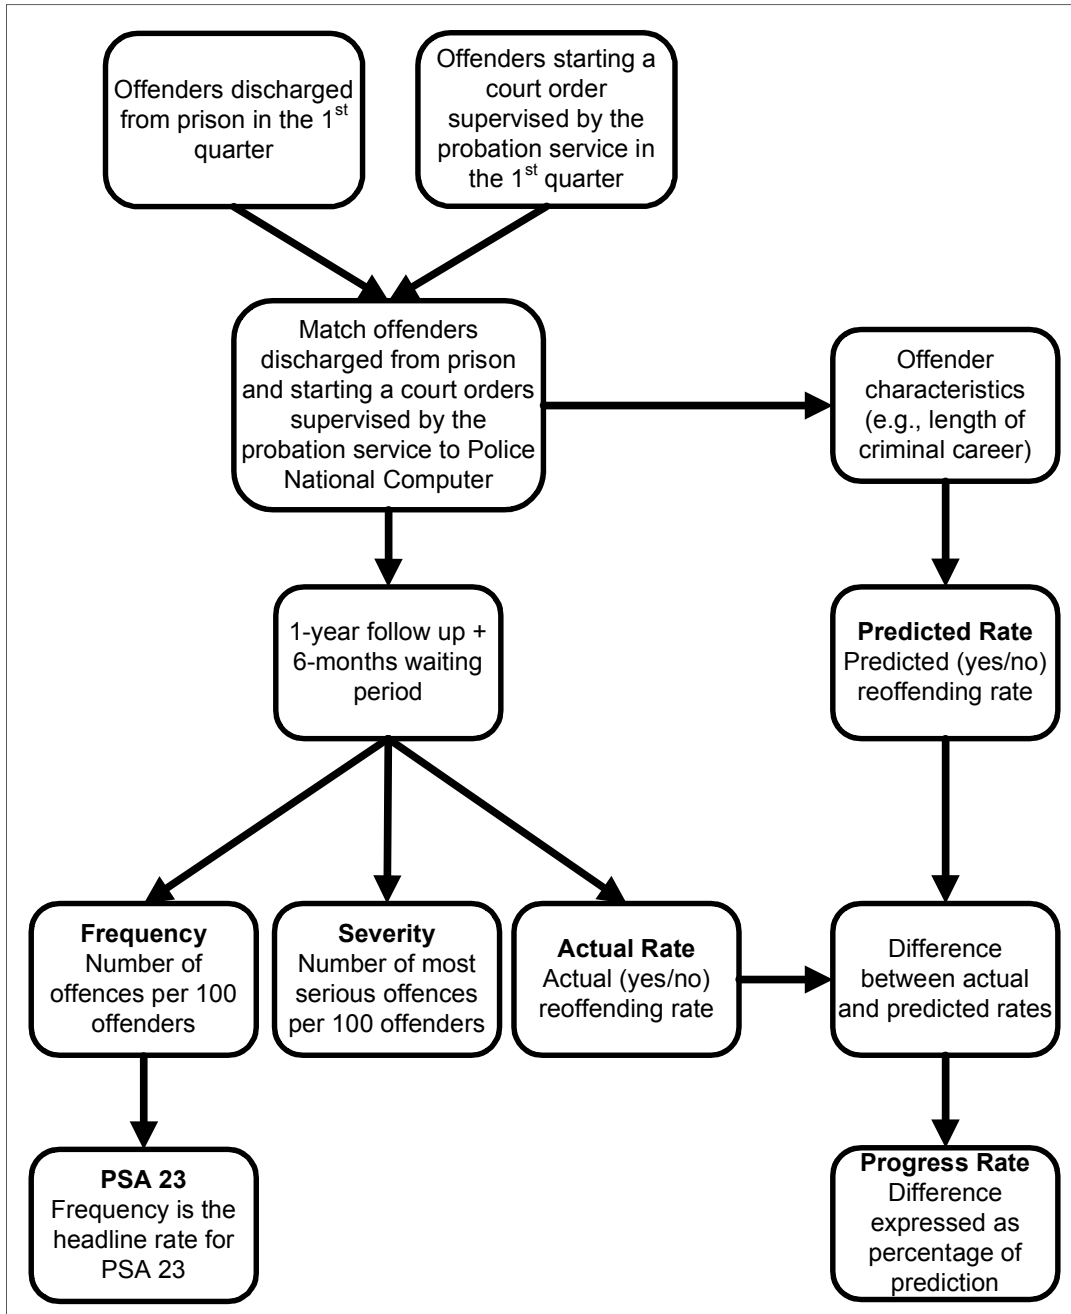 Offenders discharged
from prison in the 1st
quarter
Offenders starting a
court order
supervised by the
probation service in
the 1st quarter
Match offenders
discharged from prison
and starting a court orders
supervised by the
probation service to Police
National Computer
Offender
characteristics
(e.g., length of
criminal career)
1-year follow up +
6-months waiting
period
Predicted Rate
Predicted (yes/no)
reoffending rate
Frequency
Number of
offences per 100
offenders
Severity
Number of most
serious offences
per 100 offenders
Actual Rate
Actual (yes/no)
reoffending rate
Difference
between actual
and predicted rates
PSA 23
Frequency is the
headline rate for
PSA 23
Progress Rate
Difference
expressed as
percentage of
prediction